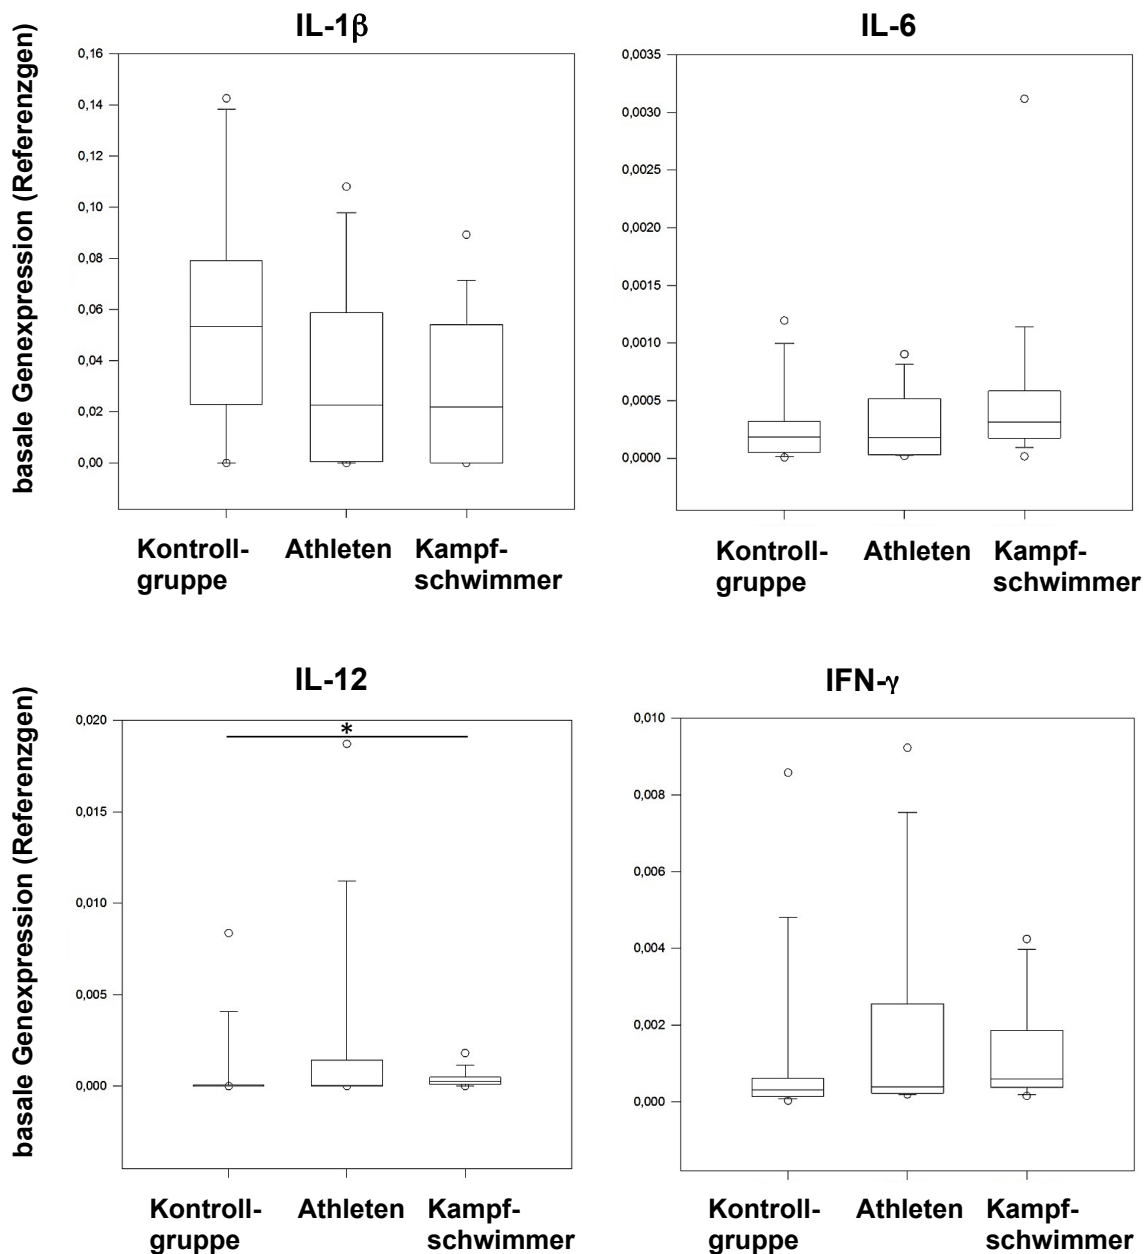 IL-1β
basale Genexpression (Referenzgen)
0,16
0,14
0,12
0,10
0,08
0,06
0,04
0,02
0,00
Kontroll-
gruppe
Athleten
Kampf-
schwimmer
IL-6
0,0035
0,0030
0,0025
0,0020
0,0015
0,0010
0,0005
0,0000
Kontroll-
gruppe
Athleten
Kampf-
schwimmer
IL-12
basale Genexpression (Referenzgen)
0,020
0,015
0,010
0,005
0,000
*
Kontroll-
gruppe
Athleten
Kampf-
schwimmer
IFN-γ
0,010
0,008
0,006
0,004
0,002
0,000
Kontroll-
gruppe
Athleten
Kampf-
schwimmer